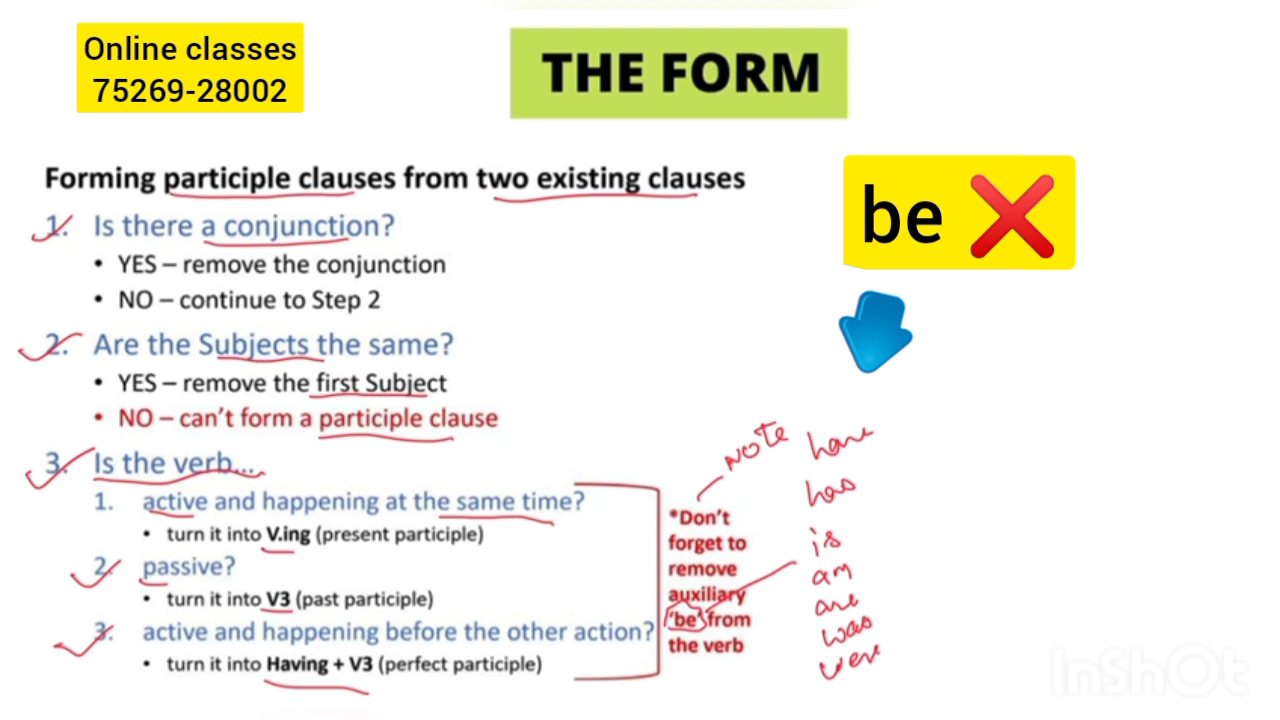 Online classes
75269-28002
THE FORM
Forming participle clauses from two existing clauses
1. Is there a conjunction?
• YES – remove the conjunction
• NO – continue to Step 2
2. Are the Subjects the same?
• YES – remove the first Subject
• NO – can't form a participle clause
3. Is the verb...
1. active and happening at the same time?
• turn it into V.ing (present participle)
2. passive?
• turn it into V3 (past participle)
3. active and happening before the other action?
• turn it into Having + V3 (perfect participle)
*Don't
forget to
remove
auxiliary
'be' from
the verb
be ❌
NOTE
have
has
is
am
are
was
were
InShOt